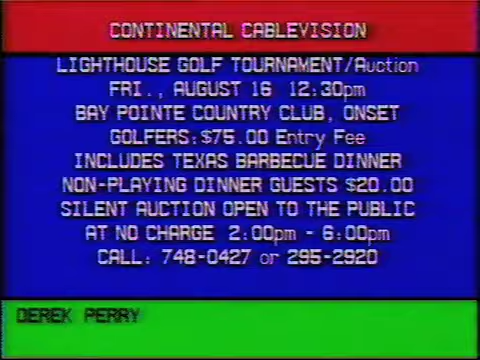 CONTINENTAL CABLEVISION
LIGHTHOUSE GOLF TOURNAMENT/Auction
FRI., AUGUST 16 12:30pm
BAY POINTE COUNTRY CLUB, ONSET
GOLFERS:$75.00 Entry Fee
INCLUDES TEXAS BARBECUE DINNER
NON-PLAYING DINNER GUESTS $20.00
SILENT AUCTION OPEN TO THE PUBLIC
AT NO CHARGE 2:00pm - 6:00pm
CALL: 748-0427 or 295-2920
DEREK PERRY